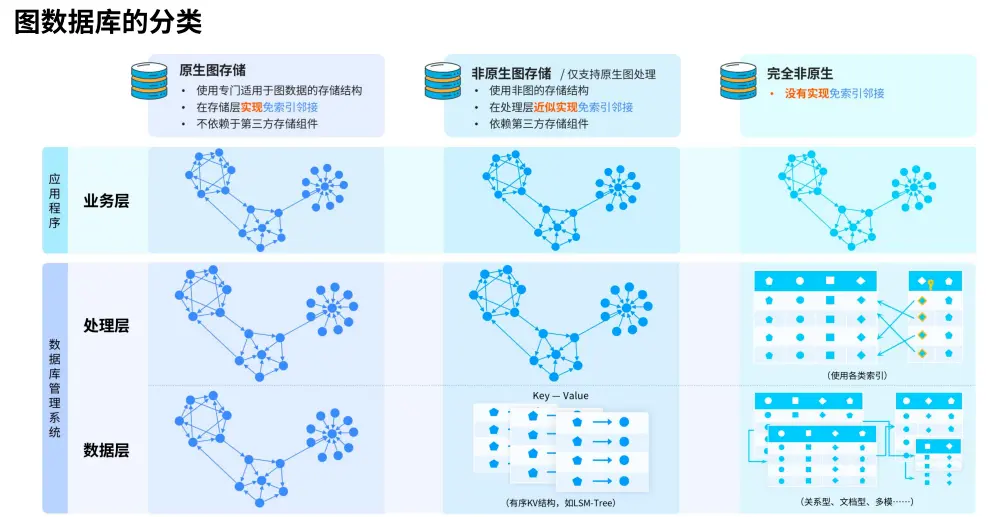 图数据库的分类
原生图存储
• 使用专门适用于图数据的存储结构
• 在存储层实现免索引邻接
• 不依赖于第三方存储组件
非原生图存储 / 仅支持原生图处理
• 使用非图的存储结构
• 在处理层近似实现免索引邻接
• 依赖第三方存储组件
完全非原生
• 没有实现免索引邻接
应用程序
业务层
数据库管理系统
处理层
(使用各类索引)
数据层
Key — Value
(有序KV结构，如LSM-Tree)
(关系型、文档型、多模……)